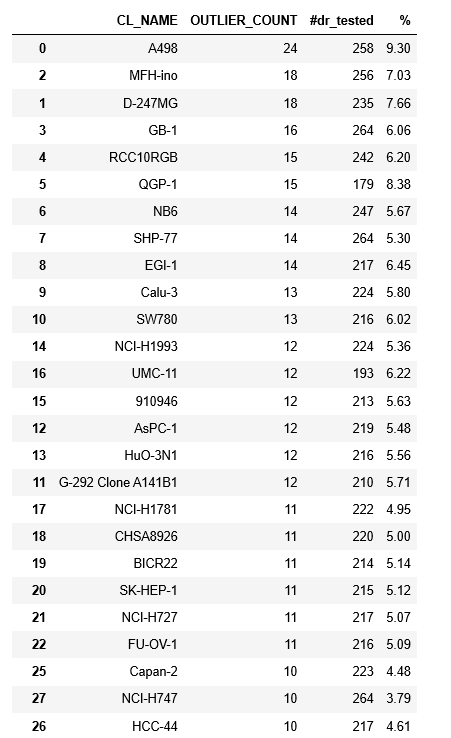 CL_NAME OUTLIER_COUNT #dr_tested %
0 A498 24 258 9.30
2 MFH-ino 18 256 7.03
1 D-247MG 18 235 7.66
3 GB-1 16 264 6.06
4 RCC10RGB 15 242 6.20
5 QGP-1 15 179 8.38
6 NB6 14 247 5.67
7 SHP-77 14 264 5.30
8 EGI-1 14 217 6.45
9 Calu-3 13 224 5.80
10 SW780 13 216 6.02
14 NCI-H1993 12 224 5.36
16 UMC-11 12 193 6.22
15 910946 12 213 5.63
12 AsPC-1 12 219 5.48
13 HuO-3N1 12 216 5.56
11 G-292 Clone A141B1 12 210 5.71
17 NCI-H1781 11 222 4.95
18 CHSA8926 11 220 5.00
19 BICR22 11 214 5.14
20 SK-HEP-1 11 215 5.12
21 NCI-H727 11 217 5.07
22 FU-OV-1 11 216 5.09
25 Capan-2 10 223 4.48
27 NCI-H747 10 264 3.79
26 HCC-44 10 217 4.61